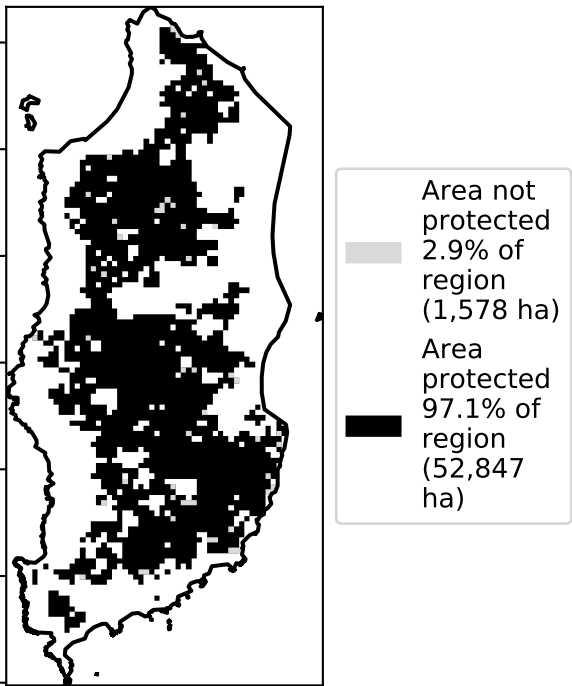 Area not
protected
2.9% of
region
(1,578 ha)
Area
protected
97.1% of
region
(52,847
ha)